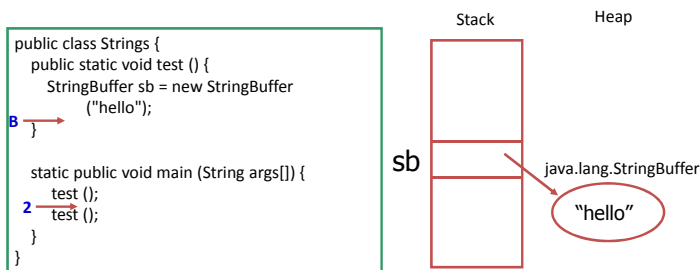 Stack
Heap
public class Strings {
public static void test () {
StringBuffer sb = new StringBuffer
("hello");
B
}
static public void main (String args[]) {
test ();
2
test ();
}
}
sb
java.lang.StringBuffer
“hello”